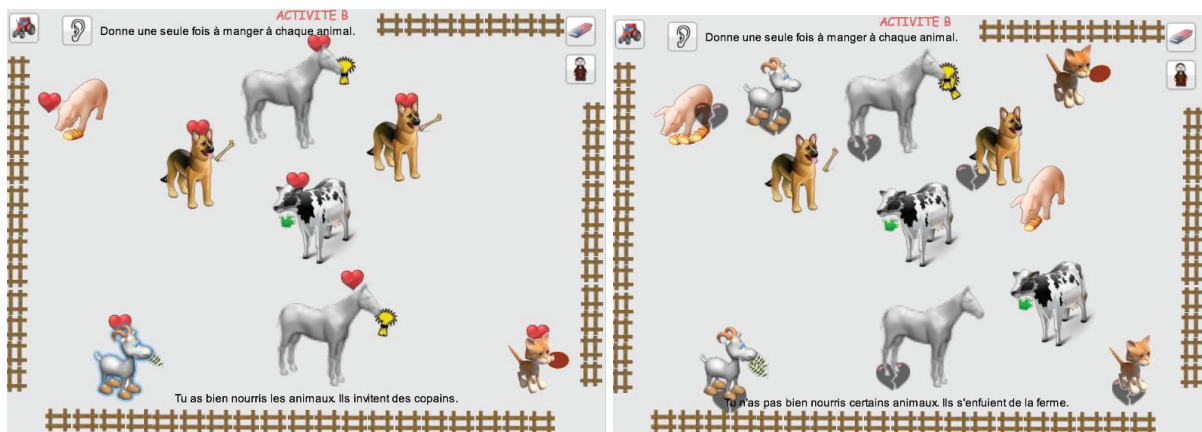 ACTIVITE B
Donne une seule fois à manger à chaque animal.
Tu as bien nourris les animaux. Ils invitent des copains.
ACTIVITE B
Donne une seule fois à manger à chaque animal.
Tu n'as pas bien nourris certains animaux. Ils s'enfuient de la ferme.